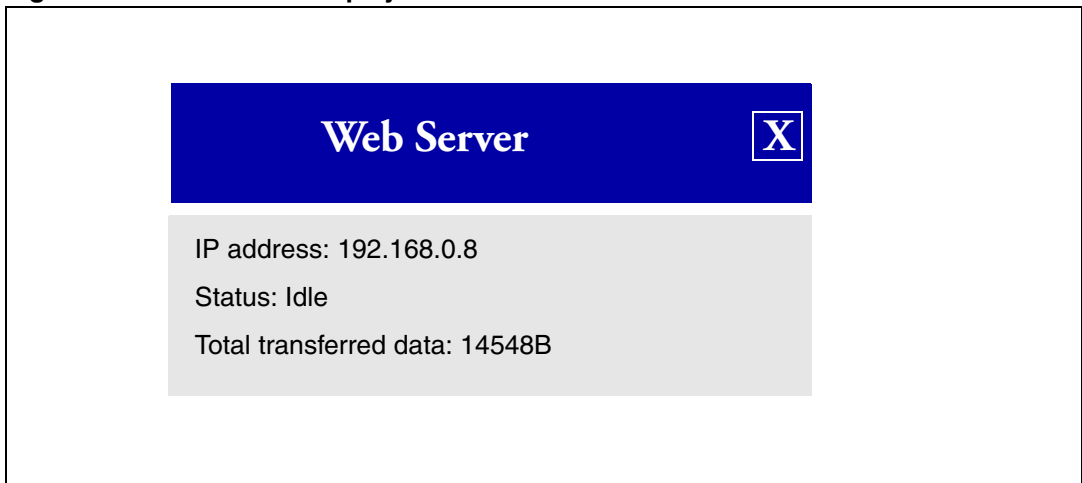 Web Server
X
IP address: 192.168.0.8
Status: Idle
Total transferred data: 14548B